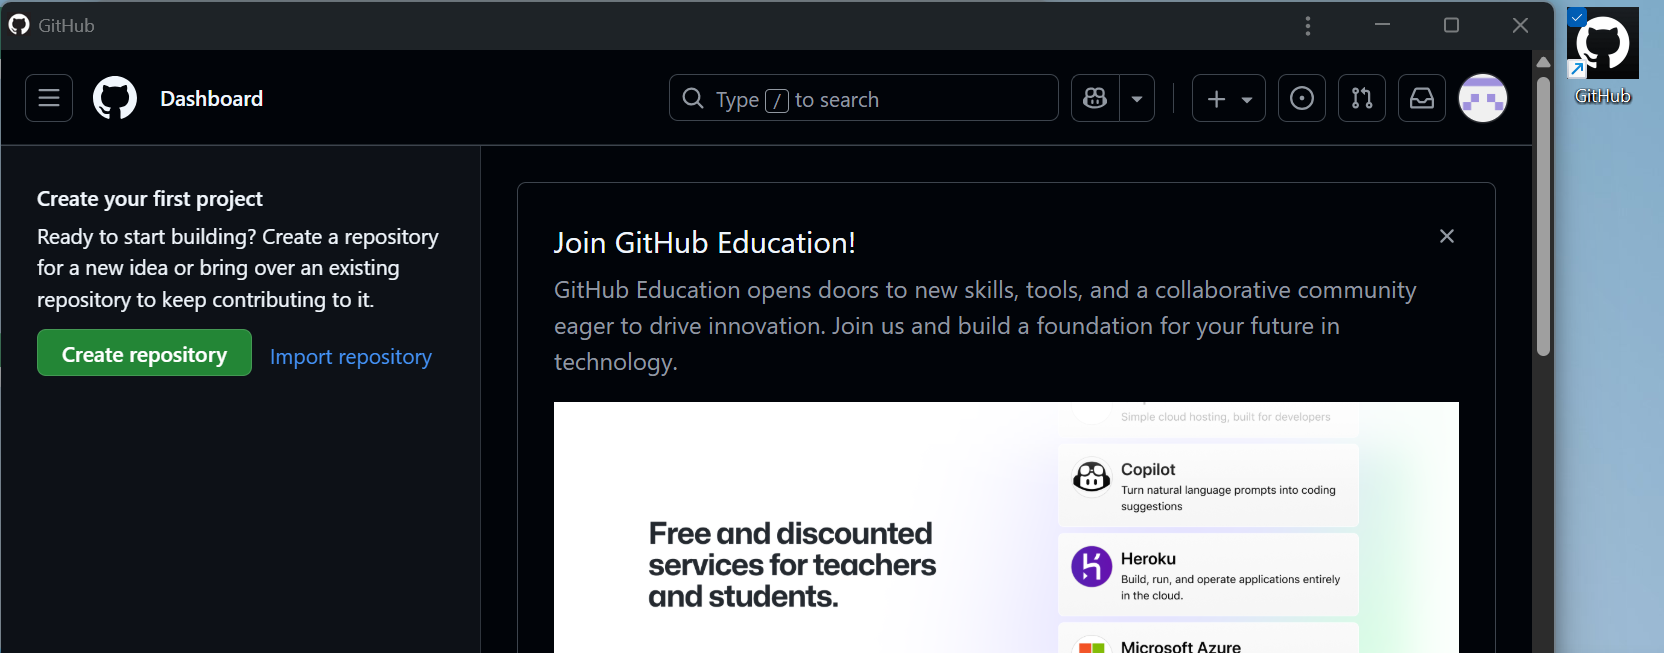 GitHub
Dashboard
Type / to search
GitHub
Create your first project
Ready to start building? Create a repository
for a new idea or bring over an existing
repository to keep contributing to it.
Create repository
Import repository
Join GitHub Education!
GitHub Education opens doors to new skills, tools, and a collaborative community
eager to drive innovation. Join us and build a foundation for your future in
technology.
Free and discounted
services for teachers
and students.
Simple cloud hosting, built for developers
Copilot
Turn natural language prompts into coding
suggestions
Heroku
Build, run, and operate applications entirely
in the cloud.
Microsoft Azure